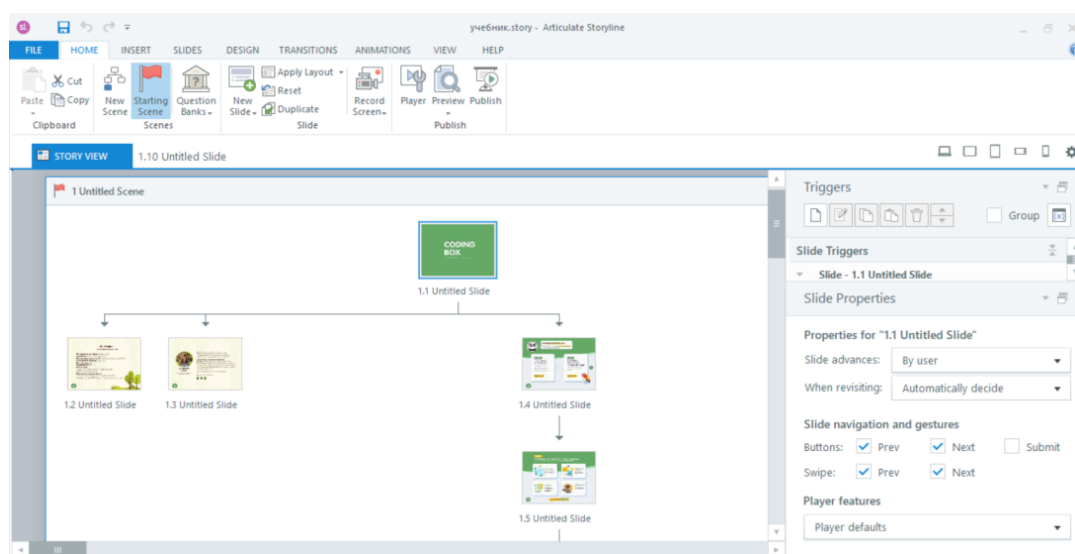 sL
учебник.story - Articulate Storyline
FILE HOME INSERT SLIDES DESIGN TRANSITIONS ANIMATIONS VIEW HELP
Paste
Cut
Copy
Clipboard
New Scene
Starting Scene
Question Banks
Scenes
New Slide
Apply Layout
Reset
Duplicate
Slide
Record Screen
Player
Preview
Publish
Publish
STORY VIEW 1.10 Untitled Slide
1 Untitled Scene
CODING
BOX
1.1 Untitled Slide
1.2 Untitled Slide 1.3 Untitled Slide 1.4 Untitled Slide
1.5 Untitled Slide
Triggers
Group
Slide Triggers
Slide - 1.1 Untitled Slide
Slide Properties
Properties for "1.1 Untitled Slide"
Slide advances: By user
When revisiting: Automatically decide
Slide navigation and gestures
Buttons: Prev Next Submit
Swipe: Prev Next
Player features
Player defaults